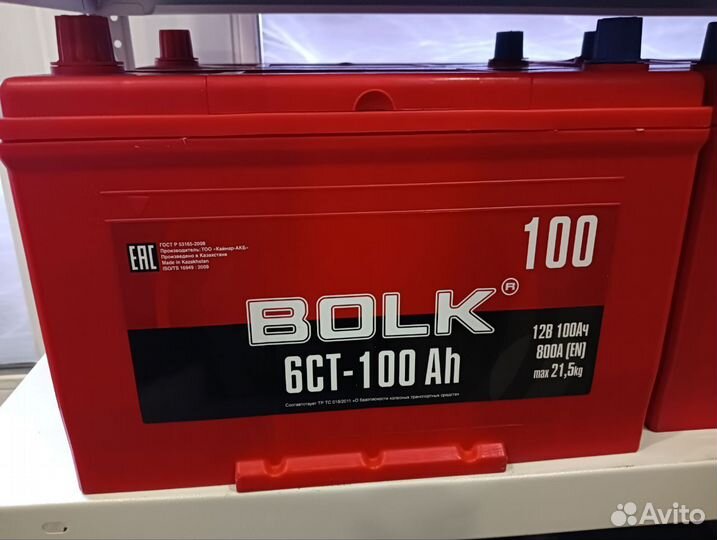 EAC
ГОСТ Р 53165-2008
Производитель: ТОО «Кайнар-АКБ»
Произведено в Казахстане
Made in Kazakhstan
ISO/TS 16949 : 2009
100
BOLK®
6СТ-100 Ah
12В 100Ач
800А [EN]
max 21,5kg
Соответствует ТР ТС 018/2011 «О безопасности колесных транспортных средств»
Avito